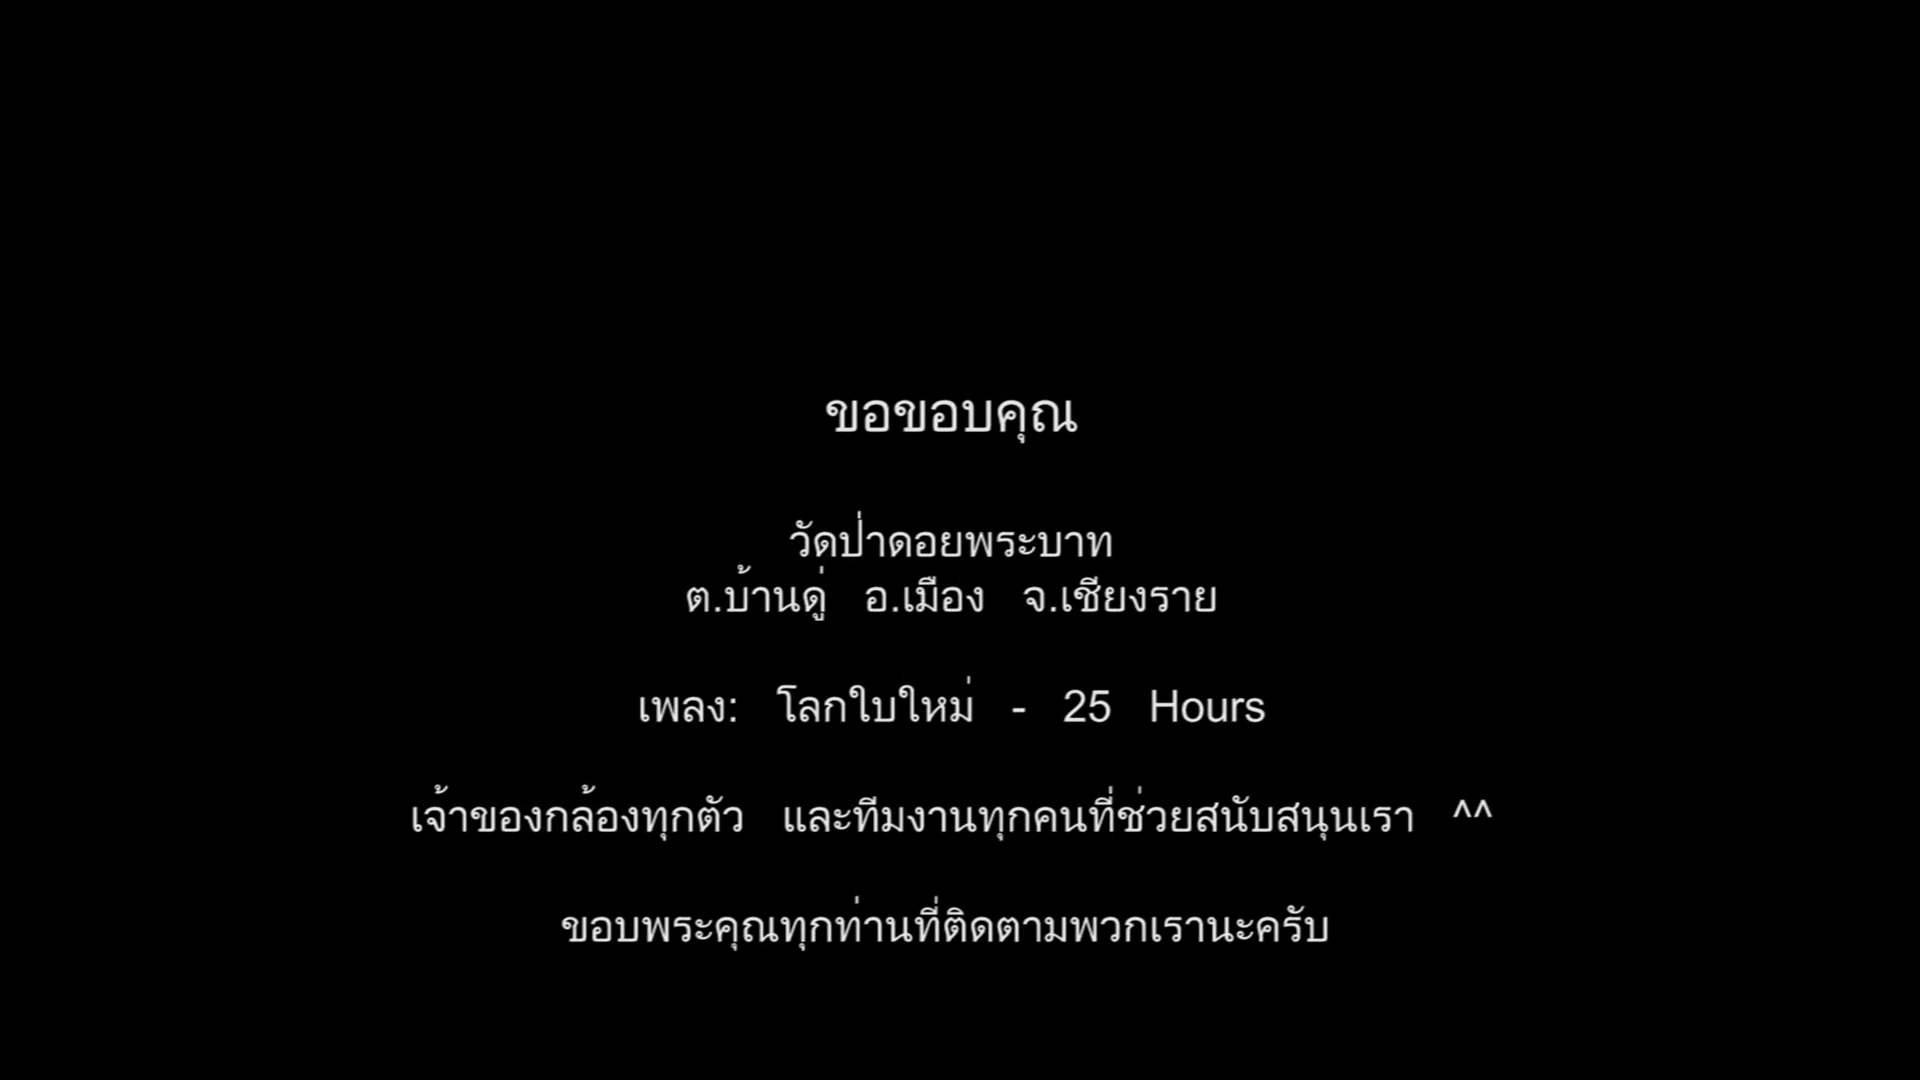 ขอขอบคุณ
วัดป่าดอยพระบาท
ต.บ้านดู่ อ.เมือง จ.เชียงราย
เพลง: โลกใบใหม่ - 25 Hours
เจ้าของกล้องทุกตัว และทีมงานทุกคนที่ช่วยสนับสนุนเรา ^^
ขอบพระคุณทุกท่านที่ติดตามพวกเรานะครับ